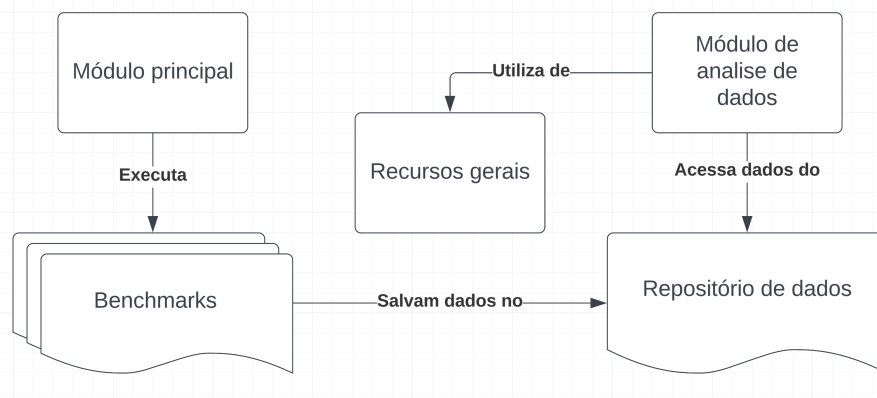 Módulo principal
Utiliza de
Módulo de
analise de
dados
Executa
Recursos gerais
Acessa dados do
Benchmarks
Salvam dados no
Repositório de dados